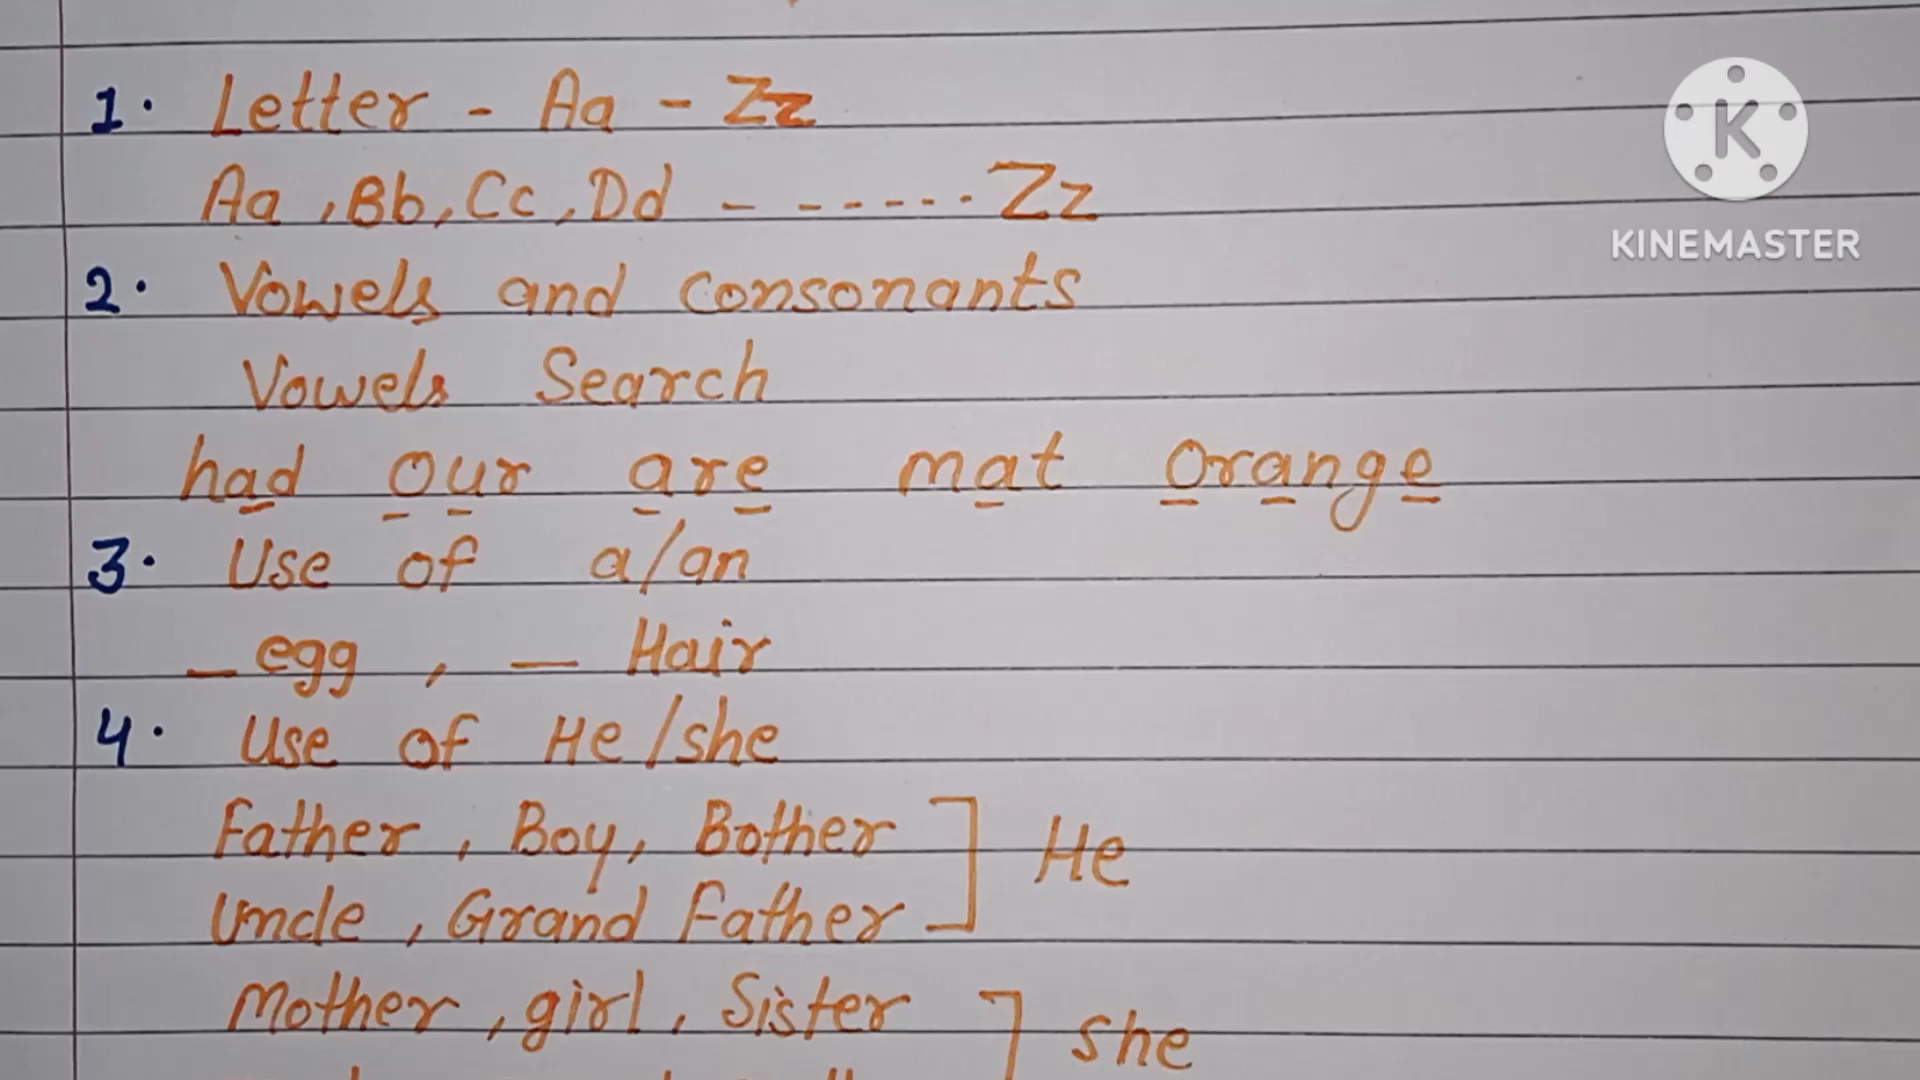 1. Letter - Aa - Zz
Aa, Bb, Cc, Dd - - - - - - - Zz
2. Vowels and consonants
Vowels Search
had our are mat orange
3. Use of a/an
_ egg, _ Hair
4. Use of He/she
Father, Boy, Bother
Uncle, Grand Father
He
Mother, girl, Sister
she
K
KINEMASTER